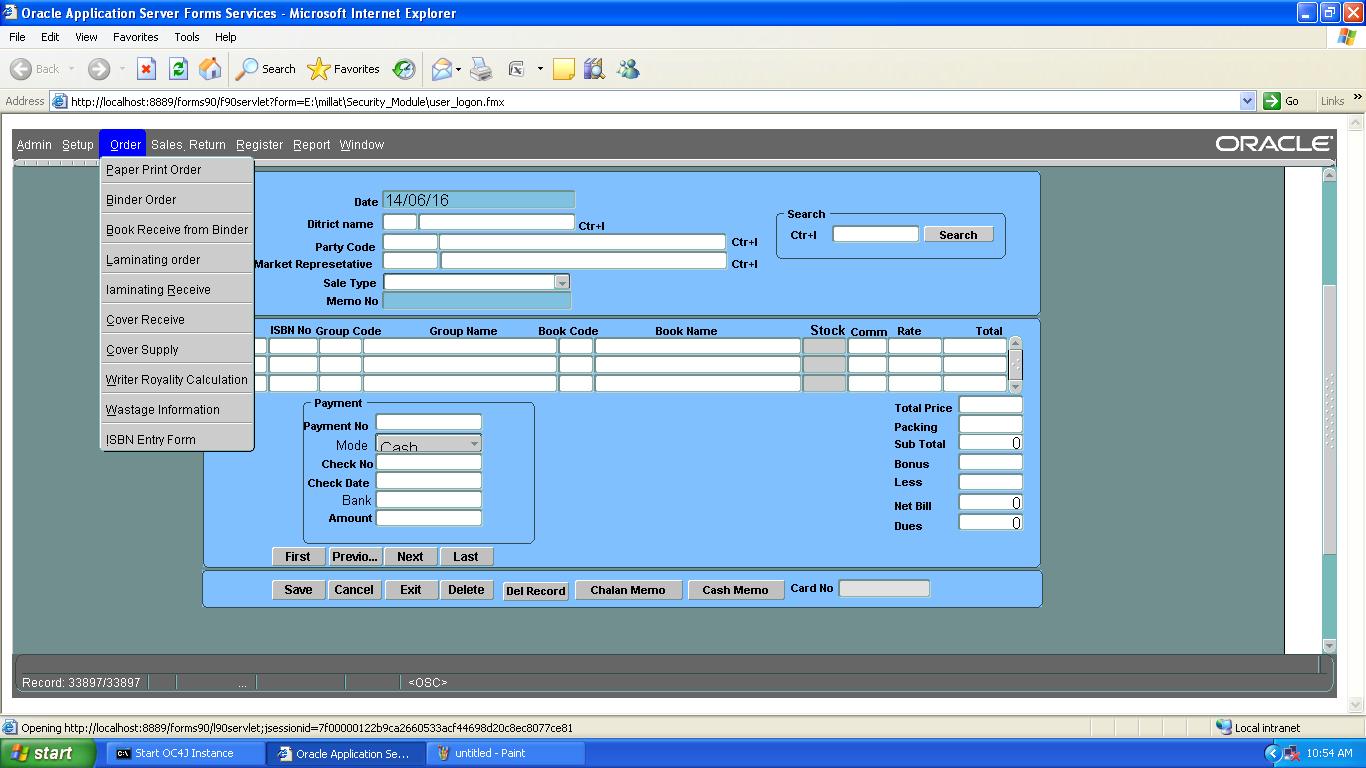 Oracle Application Server Forms Services - Microsoft Internet Explorer
File Edit View Favorites Tools Help
Back Search Favorites
Address http://localhost:8889/forms90/f90servlet?form=E:\millat\Security_Module\user_logon.fmx Go Links »
Admin Setup Order Sales, Return Register Report Window ORACLE
Paper Print Order
Binder Order
Book Receive from Binder
Laminating order
laminating Receive
Cover Receive
Cover Supply
Writer Royality Calculation
Wastage Information
ISBN Entry Form
Date 14/06/16
Ditrict name Ctr+I
Party Code Ctr+I
Market Represetative Ctr+I
Sale Type
Memo No
Search
Ctr+I Search
ISBN No Group Code Group Name Book Code Book Name Stock Comm Rate Total
Payment
Payment No
Mode Cash
Check No
Check Date
Bank
Amount
Total Price
Packing
Sub Total 0
Bonus
Less
Net Bill 0
Dues 0
First Previo... Next Last
Save Cancel Exit Delete Del Record Chalan Memo Cash Memo Card No
Record: 33897/33897 ... <OSC>
Opening http://localhost:8889/forms90/l90servlet;jsessionid=7f00000122b9ca2660533acf44698d20c8ec8077ce81 Local intranet
start Start OC4J Instance Oracle Application Se... untitled - Paint 10:54 AM